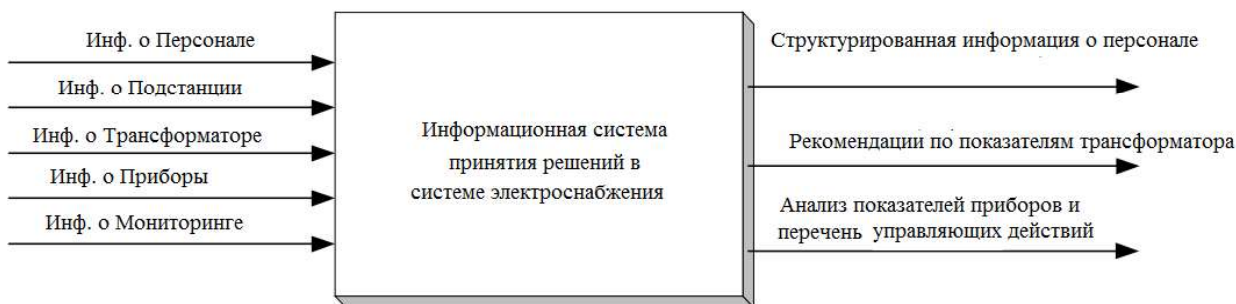 Инф. о Персонале
Инф. о Подстанции
Инф. о Трансформаторе
Инф. о Приборы
Инф. о Мониторинге
Информационная система
принятия решений в
системе электроснабжения
Структурированная информация о персонале
Рекомендации по показателям трансформатора
Анализ показателей приборов и
перечень управляющих действий